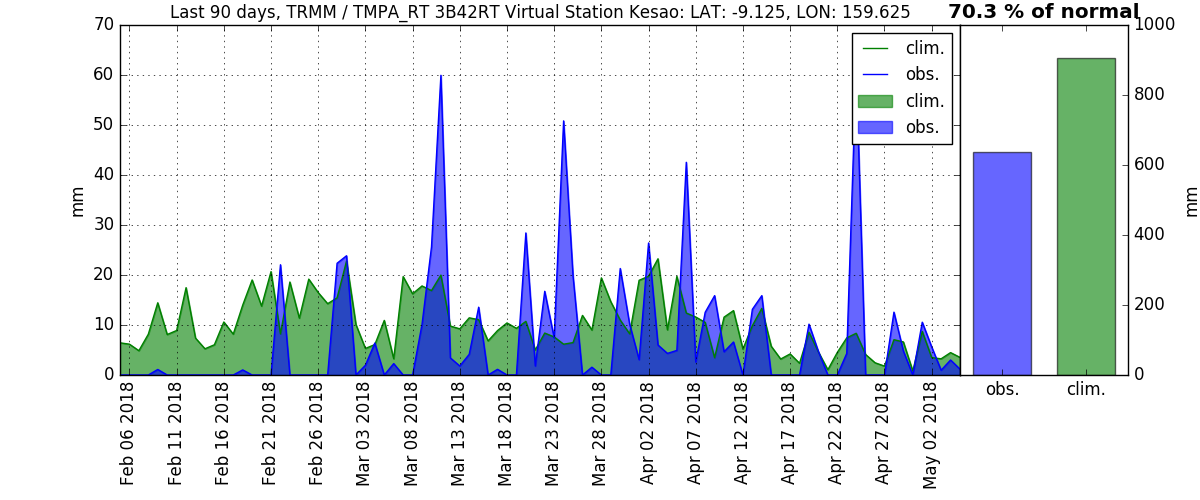 Last 90 days, TRMM / TMPA_RT 3B42RT Virtual Station Kesao: LAT: -9.125, LON: 159.625
70.3 % of normal
70
60
50
40
30
20
10
0
mm
clim.
obs.
clim.
obs.
1000
800
600
400
200
0
mm
obs.
clim.
Feb 06 2018
Feb 11 2018
Feb 16 2018
Feb 21 2018
Feb 26 2018
Mar 03 2018
Mar 08 2018
Mar 13 2018
Mar 18 2018
Mar 23 2018
Mar 28 2018
Apr 02 2018
Apr 07 2018
Apr 12 2018
Apr 17 2018
Apr 22 2018
Apr 27 2018
May 02 2018